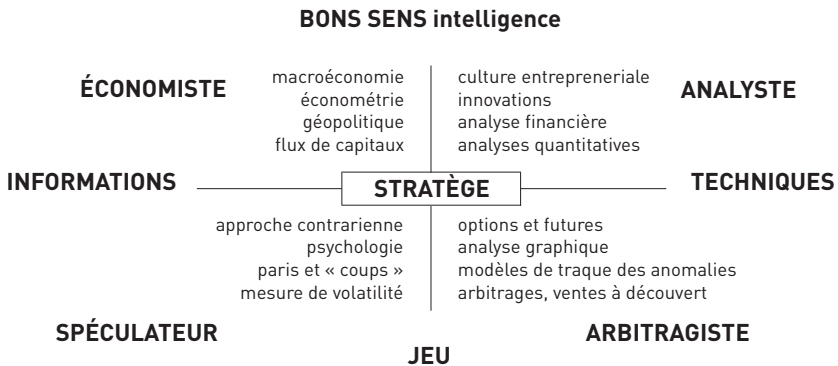 BONS SENS intelligence
ÉCONOMISTE
macroéconomie
économétrie
géopolitique
flux de capitaux
culture entrepreneriale
innovations
analyse financière
analyses quantitatives
ANALYSTE
INFORMATIONS
STRATÈGE
TECHNIQUES
approche contrarienne
psychologie
paris et « coups »
mesure de volatilité
options et futures
analyse graphique
modèles de traque des anomalies
arbitrages, ventes à découvert
SPÉCULATEUR
ARBITRAGISTE
JEU